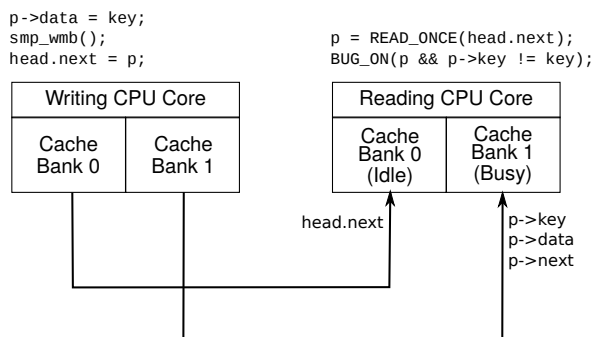 p->data = key;
smp_wmb();
head.next = p;
p = READ_ONCE(head.next);
BUG_ON(p && p->key != key);
Writing CPU Core
Reading CPU Core
Cache
Bank 0
Cache
Bank 1
Cache
Bank 0
(Idle)
Cache
Bank 1
(Busy)
head.next
p->key
p->data
p->next